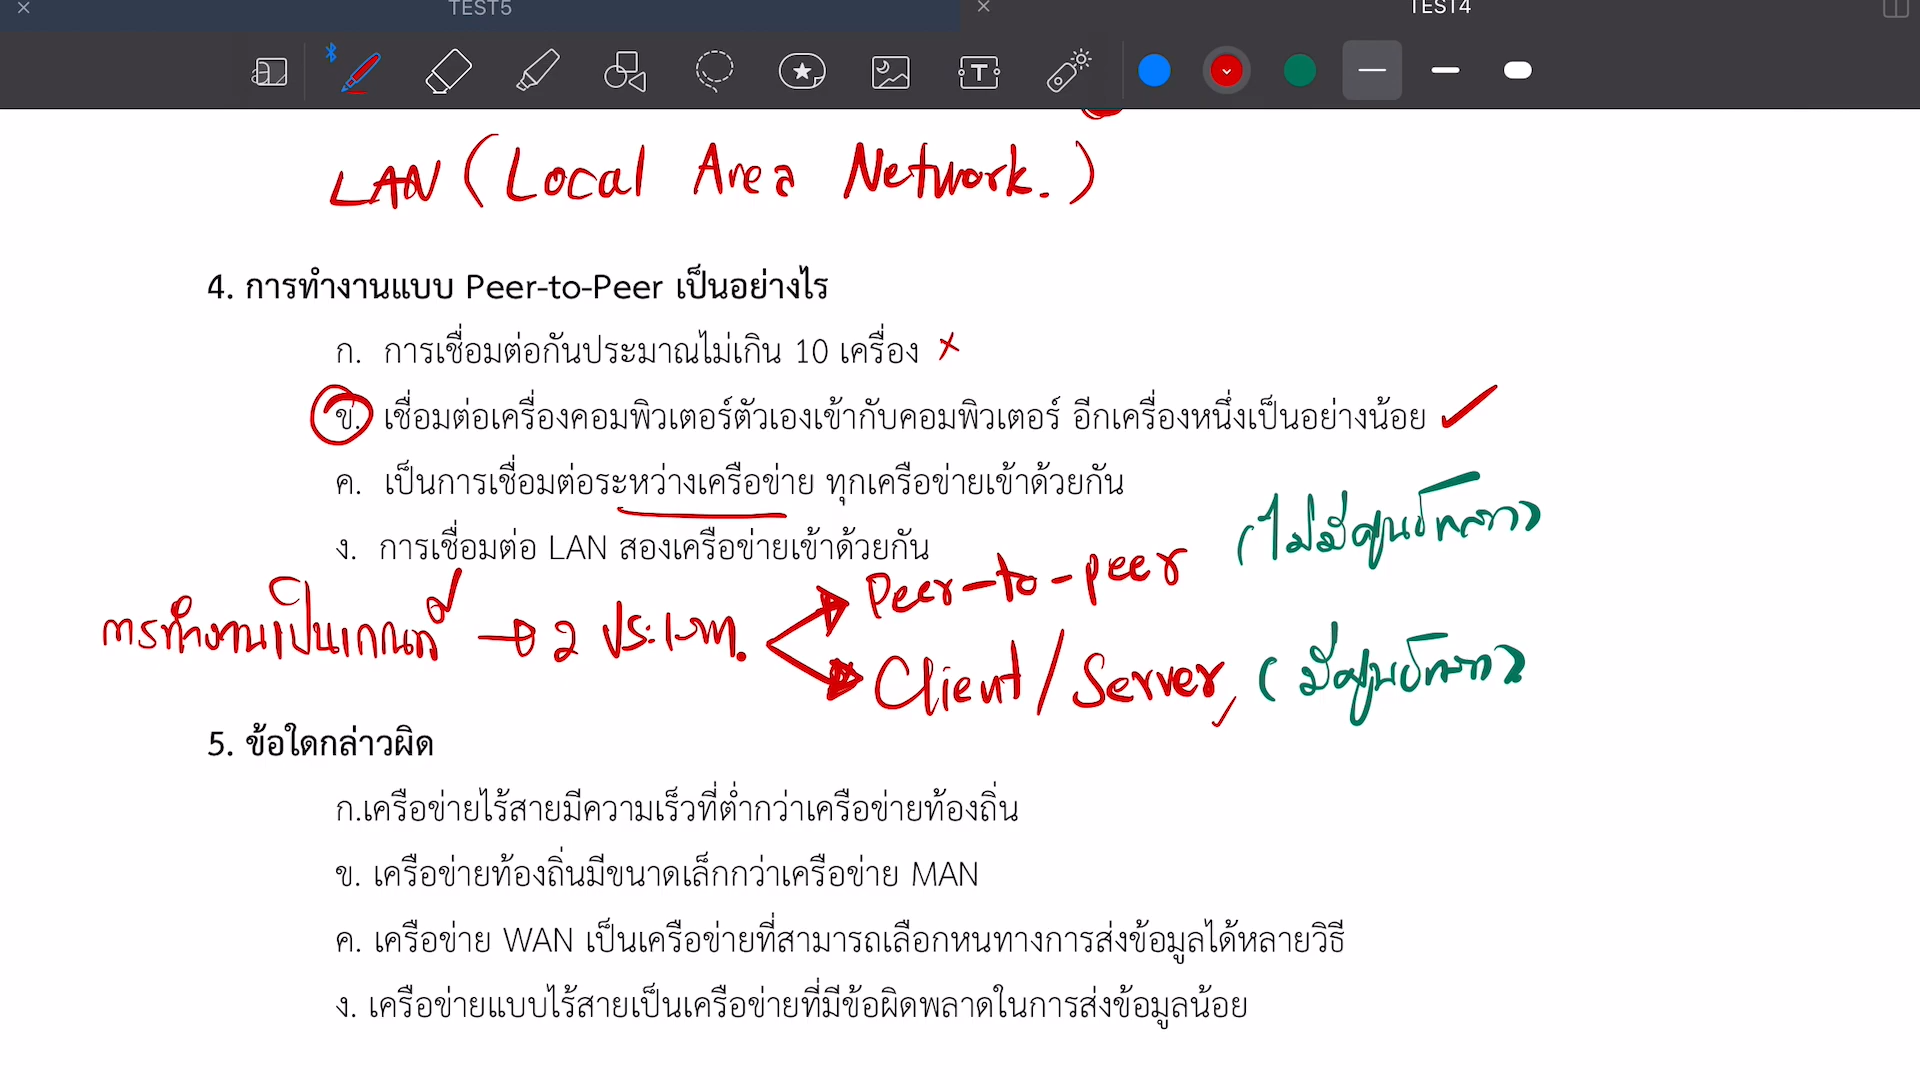 TEST5
TEST4
LAN (Local Area Network.)
4. การทำงานแบบ Peer-to-Peer เป็นอย่างไร
ก. การเชื่อมต่อกันประมาณไม่เกิน 10 เครื่อง ×
ข. เชื่อมต่อเครื่องคอมพิวเตอร์ตัวเองเข้ากับคอมพิวเตอร์ อีกเครื่องหนึ่งเป็นอย่างน้อย ✓
ค. เป็นการเชื่อมต่อระหว่างเครือข่าย ทุกเครือข่ายเข้าด้วยกัน
ง. การเชื่อมต่อ LAN สองเครือข่ายเข้าด้วยกัน
Peer-to-peer (ไม่มีศูนย์กลาง)
การทำงานเป็นเกณฑ์ → 2 ประเภท.
Client/Server, (มีศูนย์กลาง)
5. ข้อใดกล่าวผิด
ก.เครือข่ายไร้สายมีความเร็วที่ต่ำกว่าเครือข่ายท้องถิ่น
ข. เครือข่ายท้องถิ่นมีขนาดเล็กกว่าเครือข่าย MAN
ค. เครือข่าย WAN เป็นเครือข่ายที่สามารถเลือกหนทางการส่งข้อมูลได้หลายวิธี
ง. เครือข่ายแบบไร้สายเป็นเครือข่ายที่มีข้อผิดพลาดในการส่งข้อมูลน้อย